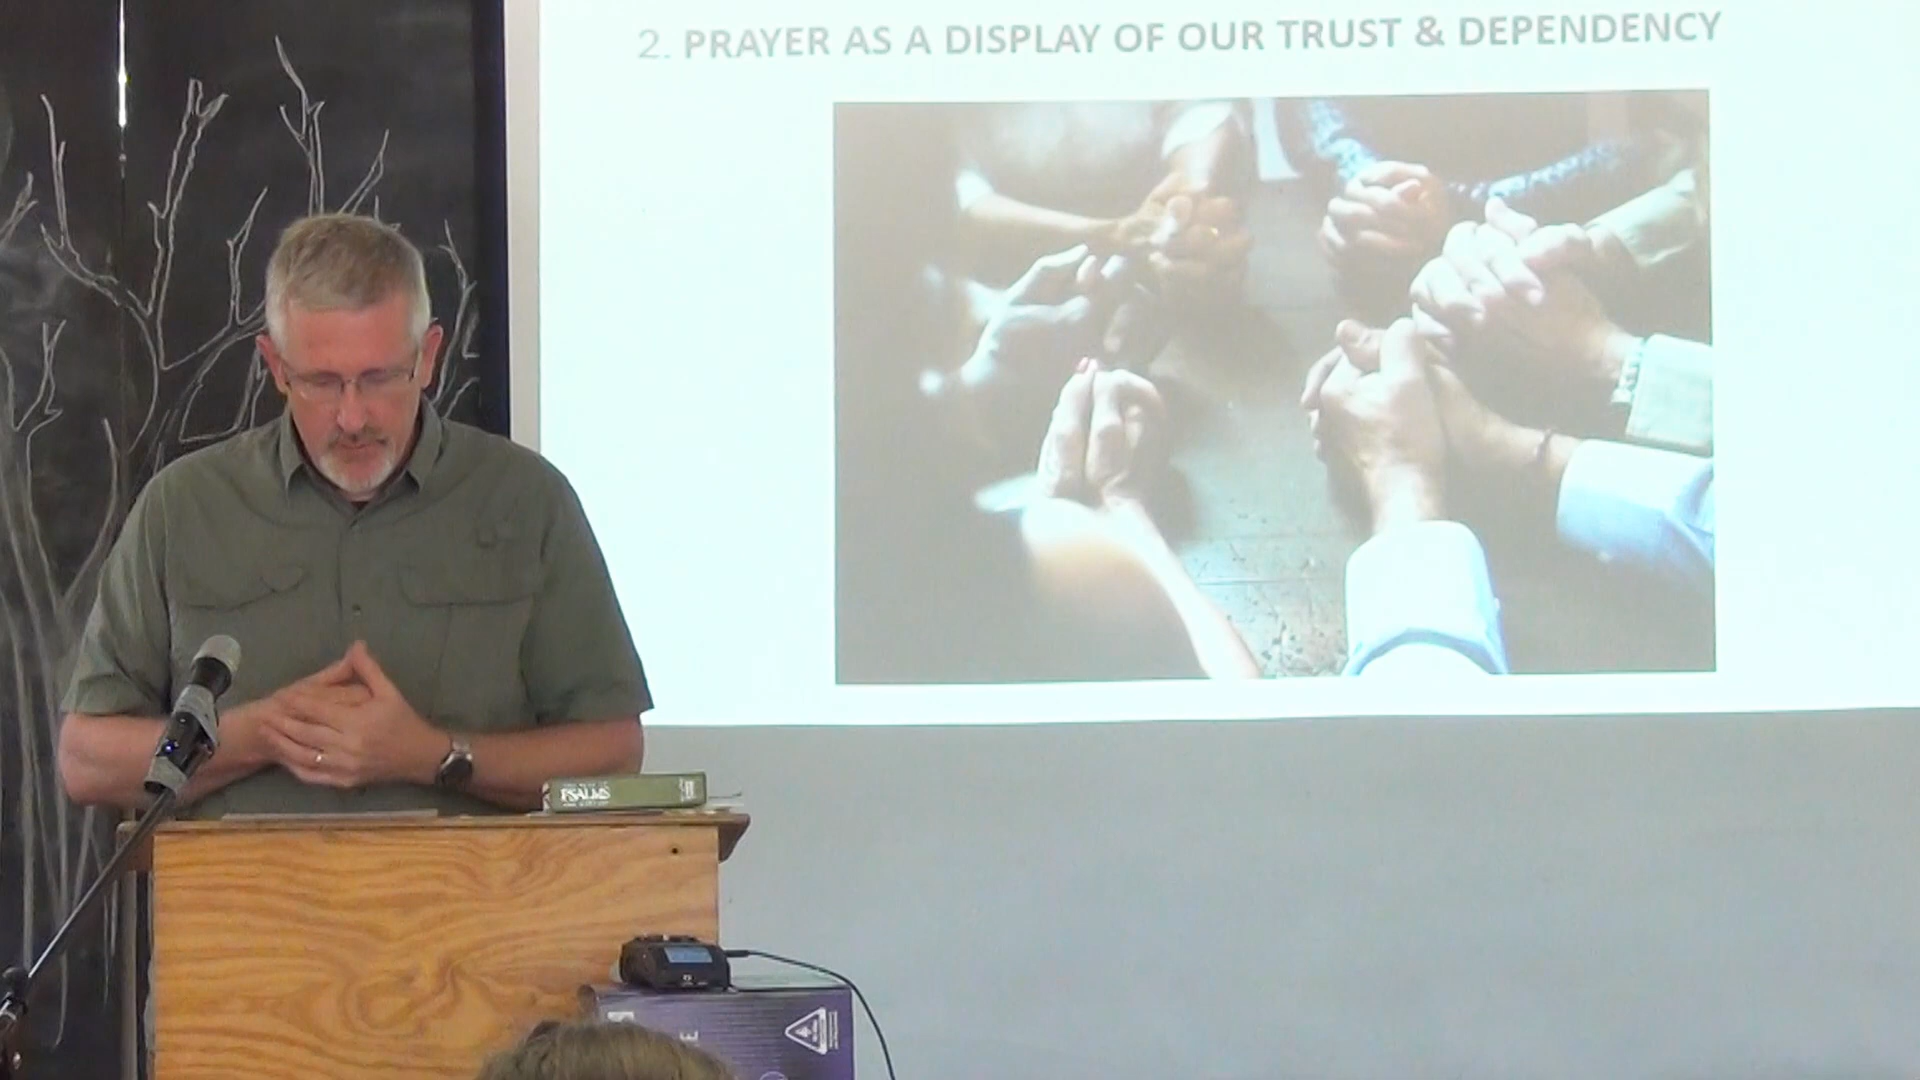 2. PRAYER AS A DISPLAY OF OUR TRUST & DEPENDENCY
PSALMS